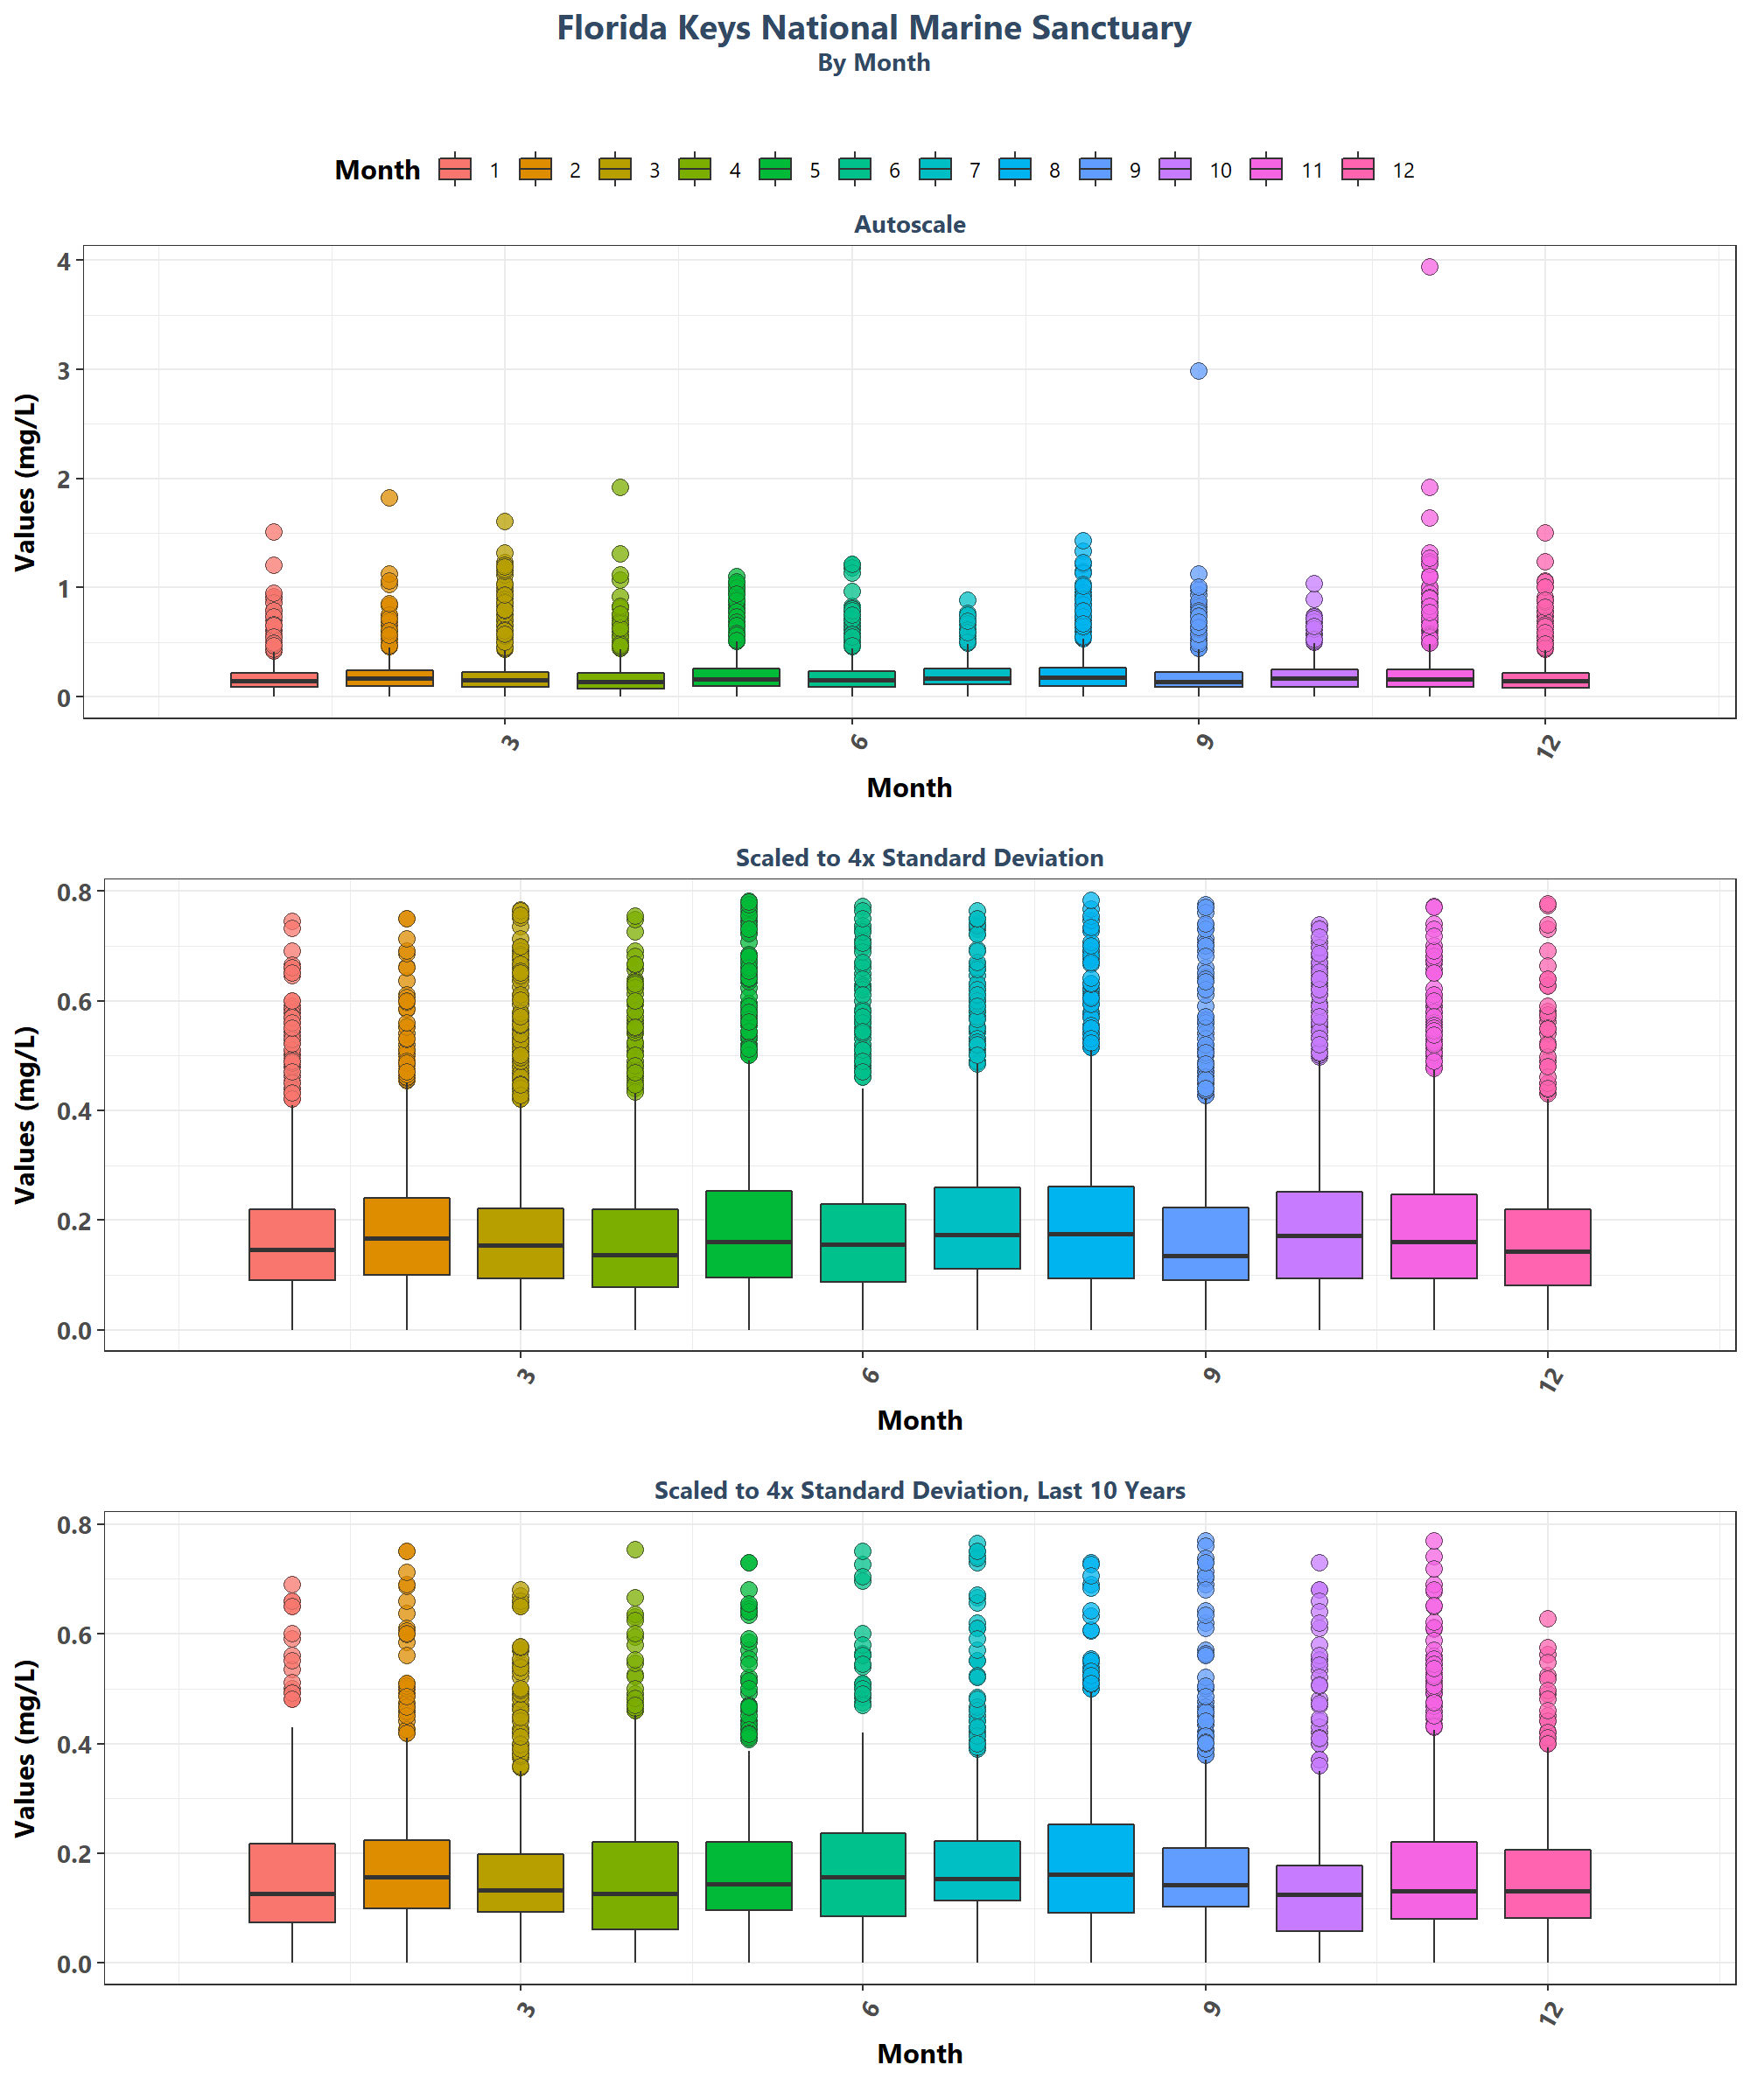 Florida Keys National Marine Sanctuary
By Month
Month 1 2 3 4 5 6 7 8 9 10 11 12
Autoscale
Values (mg/L)
4
3
2
1
0
3 6 9 12
Month
Scaled to 4x Standard Deviation
Values (mg/L)
0.8
0.6
0.4
0.2
0.0
3 6 9 12
Month
Scaled to 4x Standard Deviation, Last 10 Years
Values (mg/L)
0.8
0.6
0.4
0.2
0.0
3 6 9 12
Month